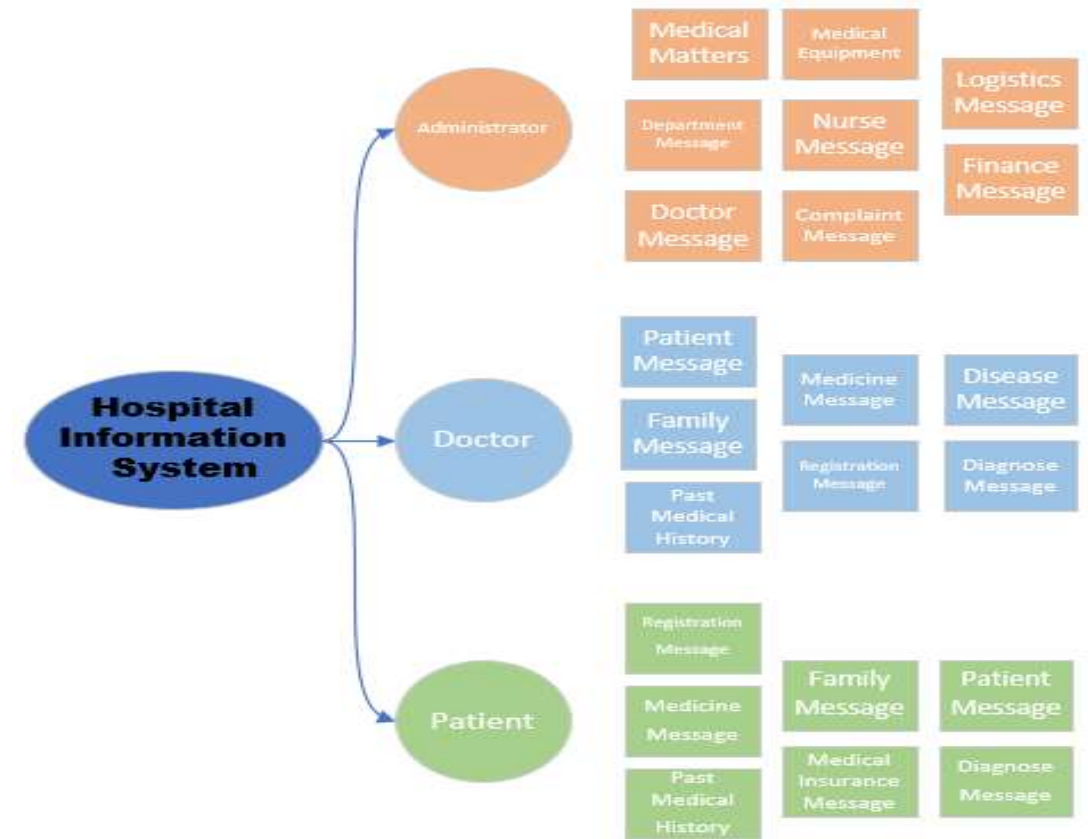 Medical
Matters
Medical
Equipment
Logistics
Message
Administrator
Department
Message
Nurse
Message
Finance
Message
Doctor
Message
Complaint
Message
Hospital
Information
System
Doctor
Patient
Message
Medicine
Message
Disease
Message
Family
Message
Registration
Message
Diagnose
Message
Past
Medical
History
Patient
Registration
Message
Family
Message
Patient
Message
Medicine
Message
Medical
Insurance
Message
Diagnose
Message
Past
Medical
History